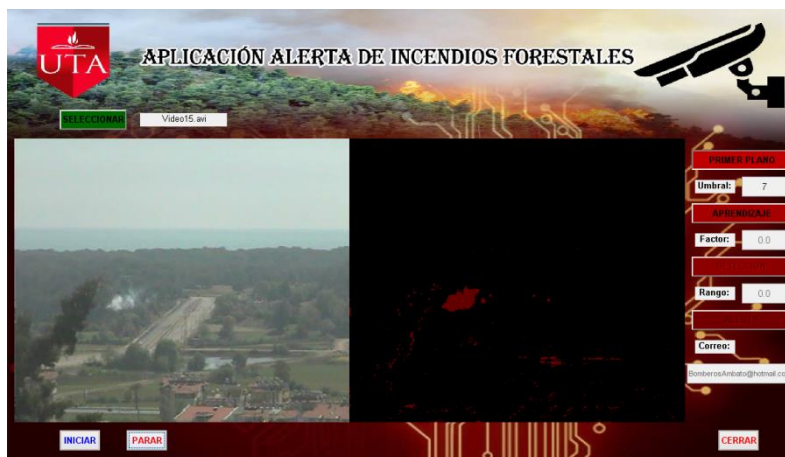 UTA
APLICACIÓN ALERTA DE INCENDIOS FORESTALES
SELECCIONAR
Video15.avi
PRIMER PLANO
Umbral:
7
APRENDIZAJE
Factor:
0.0
Rango:
0.0
Correo:
BomberosAmbato@hotmail.co
INICIAR
PARAR
CERRAR